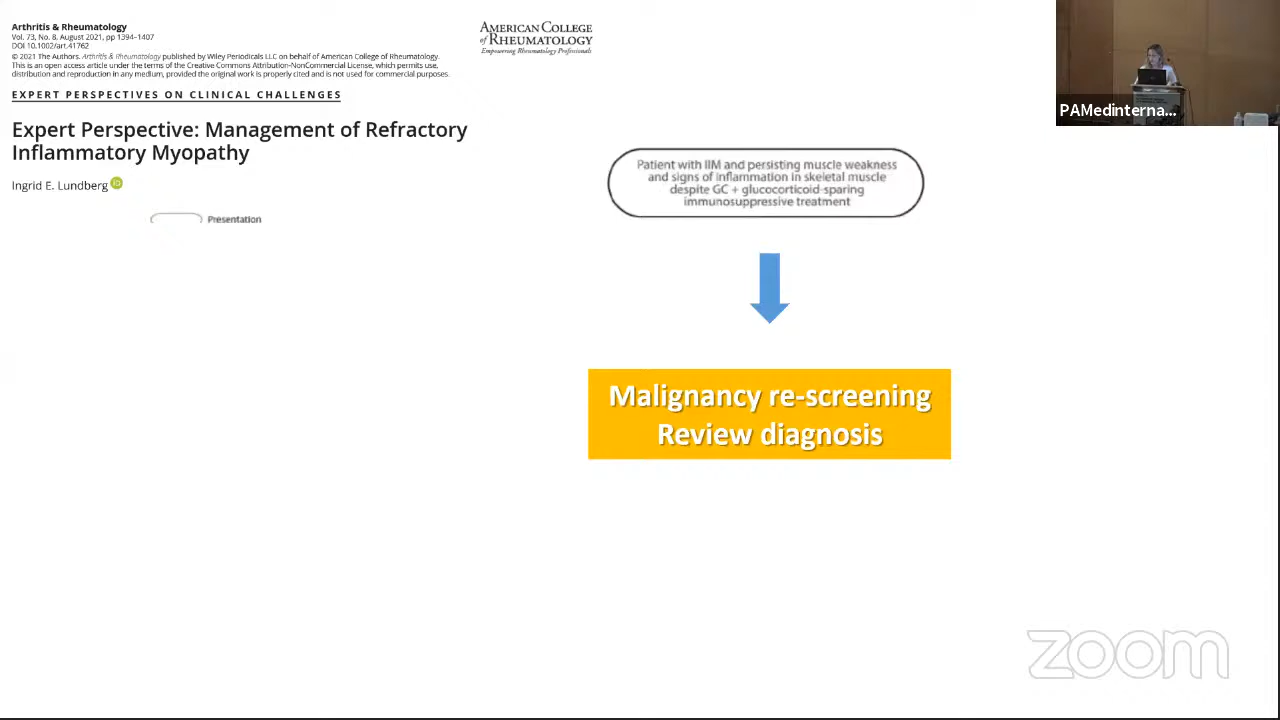 Arthritis & Rheumatology
Vol. 73, No. 8, August 2021, pp 1394–1407
DOI 10.1002/art.41762
© 2021 The Authors. Arthritis & Rheumatology published by Wiley Periodicals LLC on behalf of American College of Rheumatology.
This is an open access article under the terms of the Creative Commons Attribution-NonCommercial License, which permits use,
distribution and reproduction in any medium, provided the original work is properly cited and is not used for commercial purposes.
AMERICAN COLLEGE
of RHEUMATOLOGY
Empowering Rheumatology Professionals
EXPERT PERSPECTIVES ON CLINICAL CHALLENGES
Expert Perspective: Management of Refractory
Inflammatory Myopathy
Ingrid E. Lundberg
iD
Presentation
PAMedinterna...
Patient with IIM and persisting muscle weakness
and signs of inflammation in skeletal muscle
despite GC + glucocorticoid-sparing
immunosuppressive treatment
Malignancy re-screening
Review diagnosis
zoom